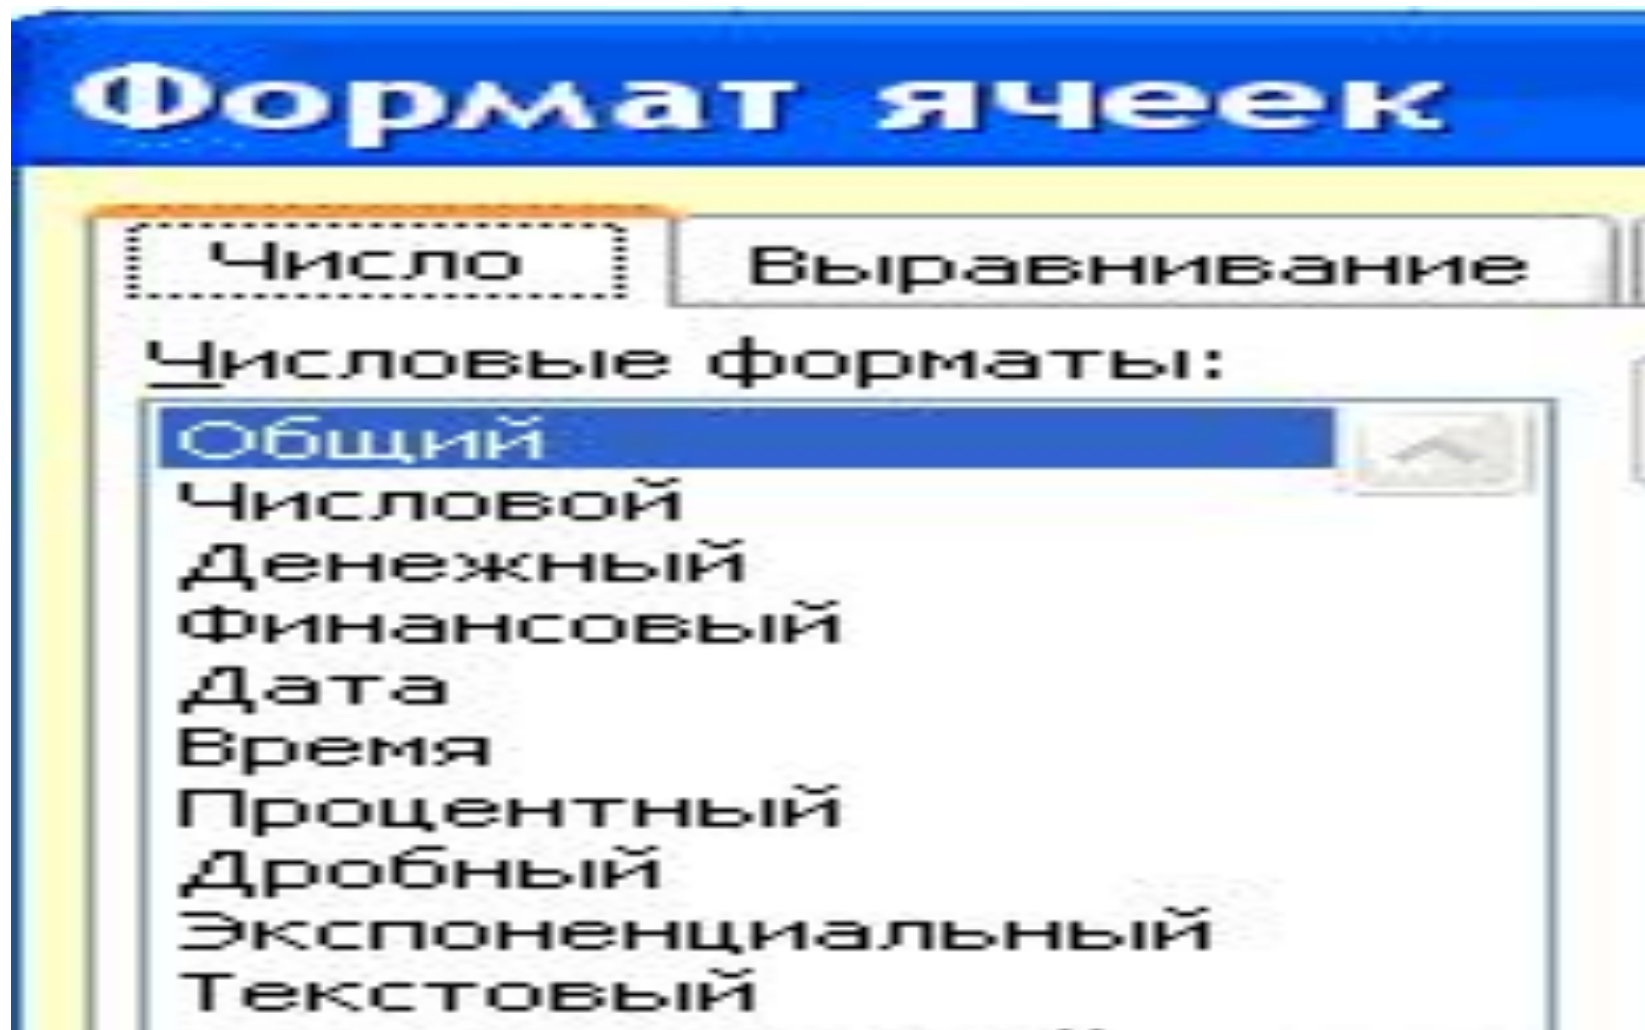 Формат ячеек
Число Выравнивание
Числовые форматы:
Общий
Числовой
Денежный
Финансовый
Дата
Время
Процентный
Дробный
Экспоненциальный
Текстовый